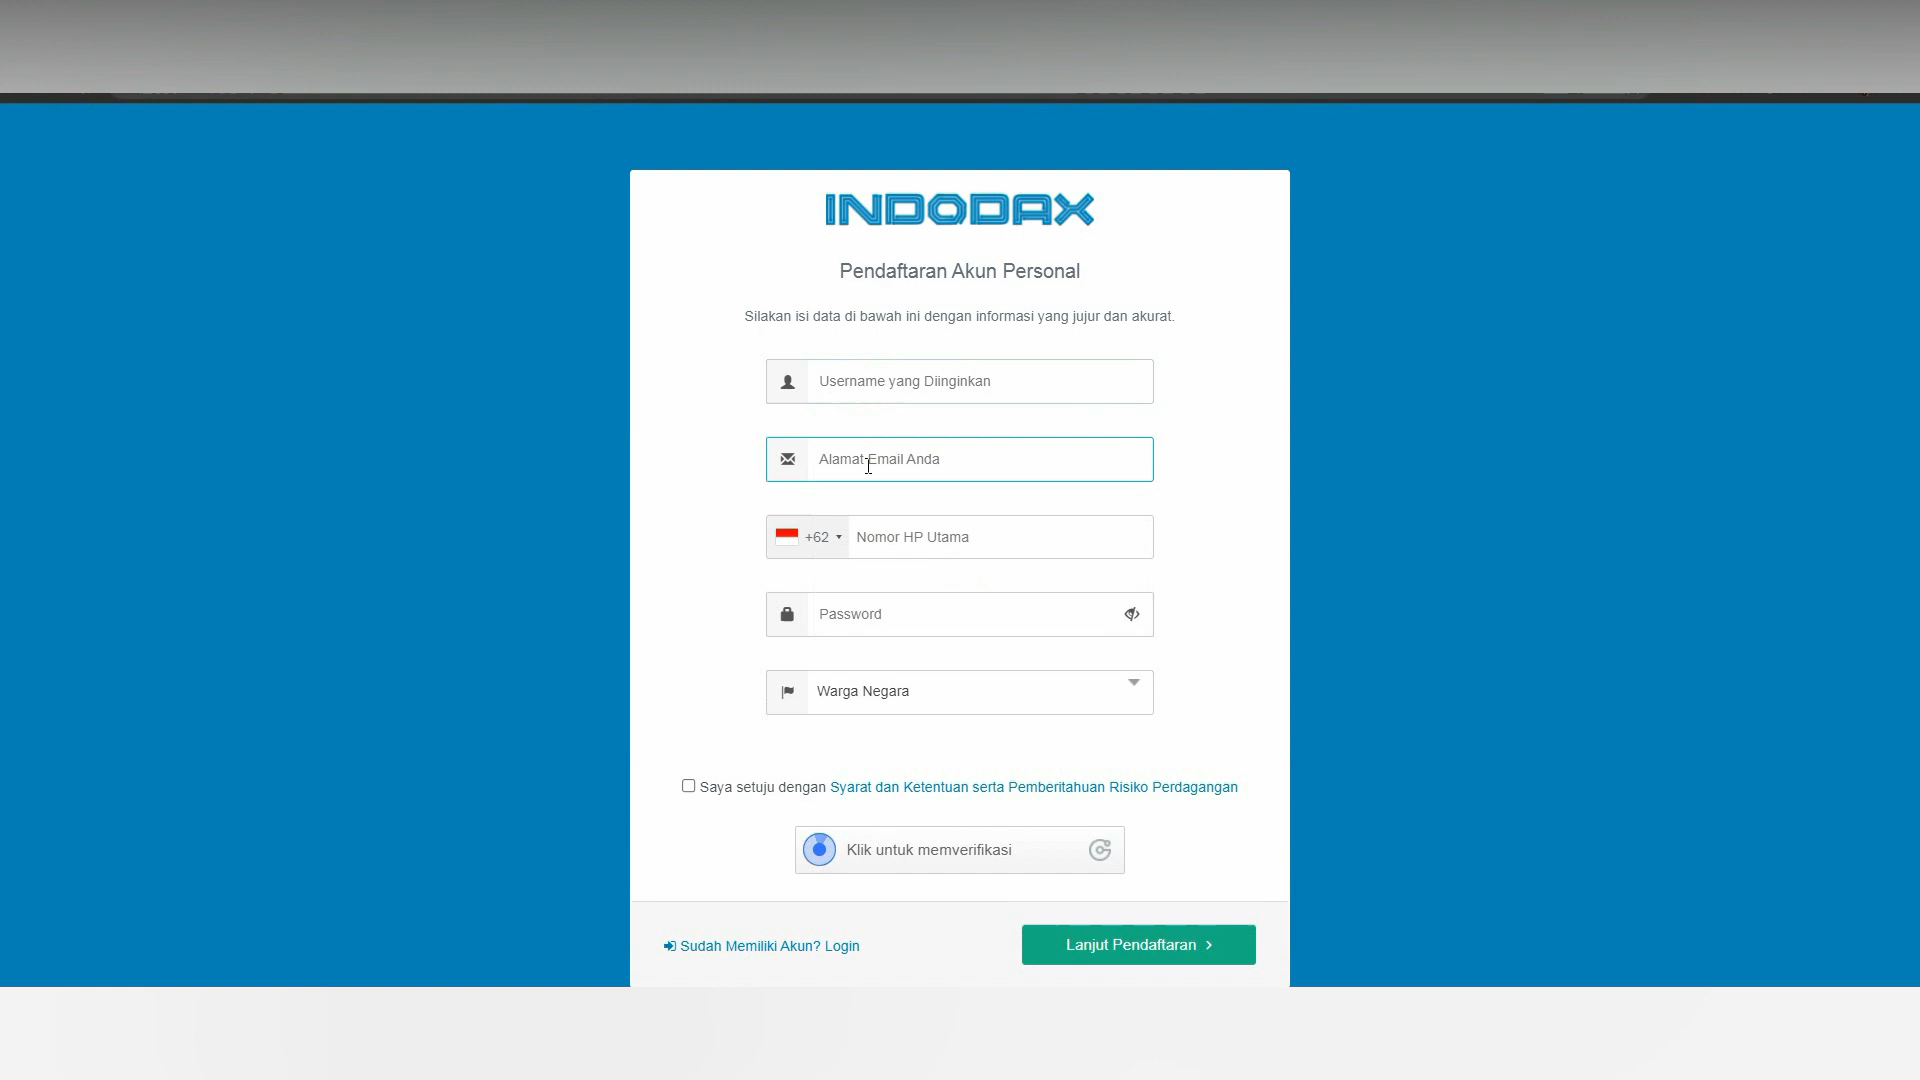 INDODAX
Pendaftaran Akun Personal
Silakan isi data di bawah ini dengan informasi yang jujur dan akurat.
Username yang Diinginkan
Alamat Email Anda
+62 Nomor HP Utama
Password
Warga Negara
Saya setuju dengan Syarat dan Ketentuan serta Pemberitahuan Risiko Perdagangan
Klik untuk memverifikasi
Sudah Memiliki Akun? Login
Lanjut Pendaftaran